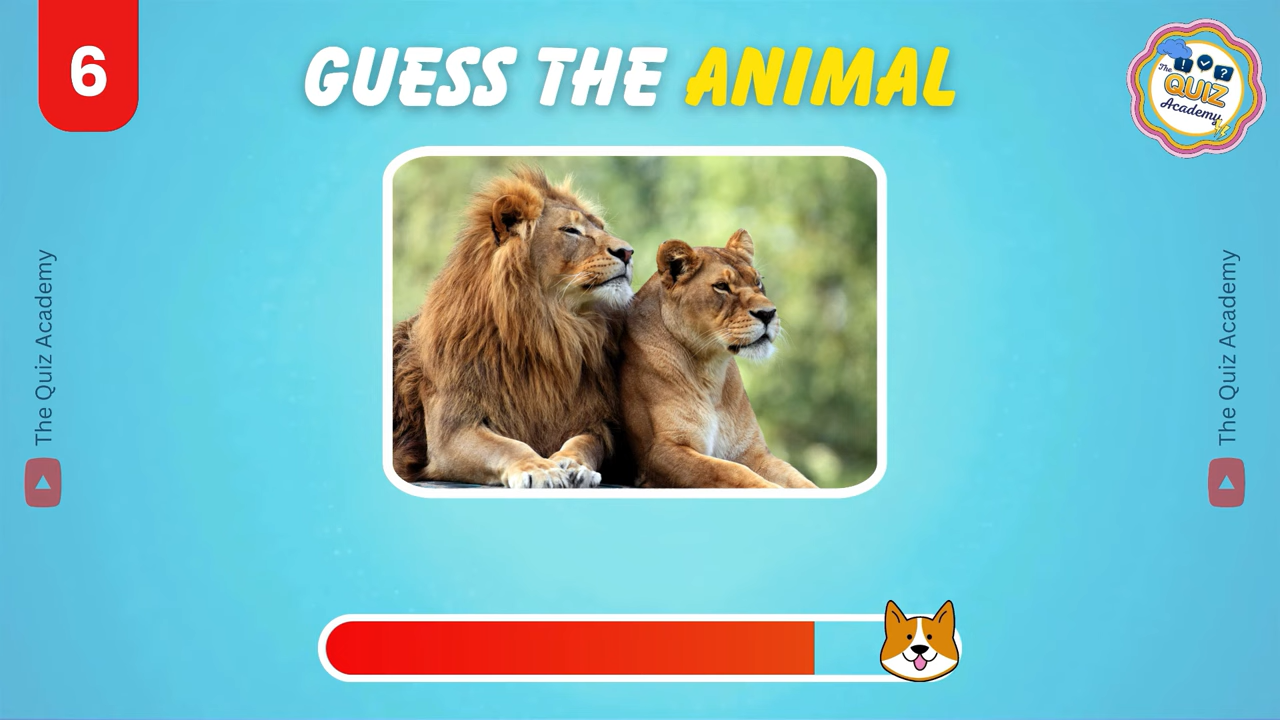 6
GUESS THE ANIMAL
The
! ?
QUIZ
Academy
The Quiz Academy
The Quiz Academy